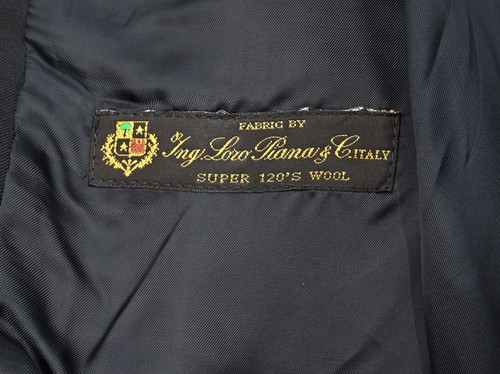 FABRIC BY
Ing. Loro Piana & C. ITALY
SUPER 120'S WOOL